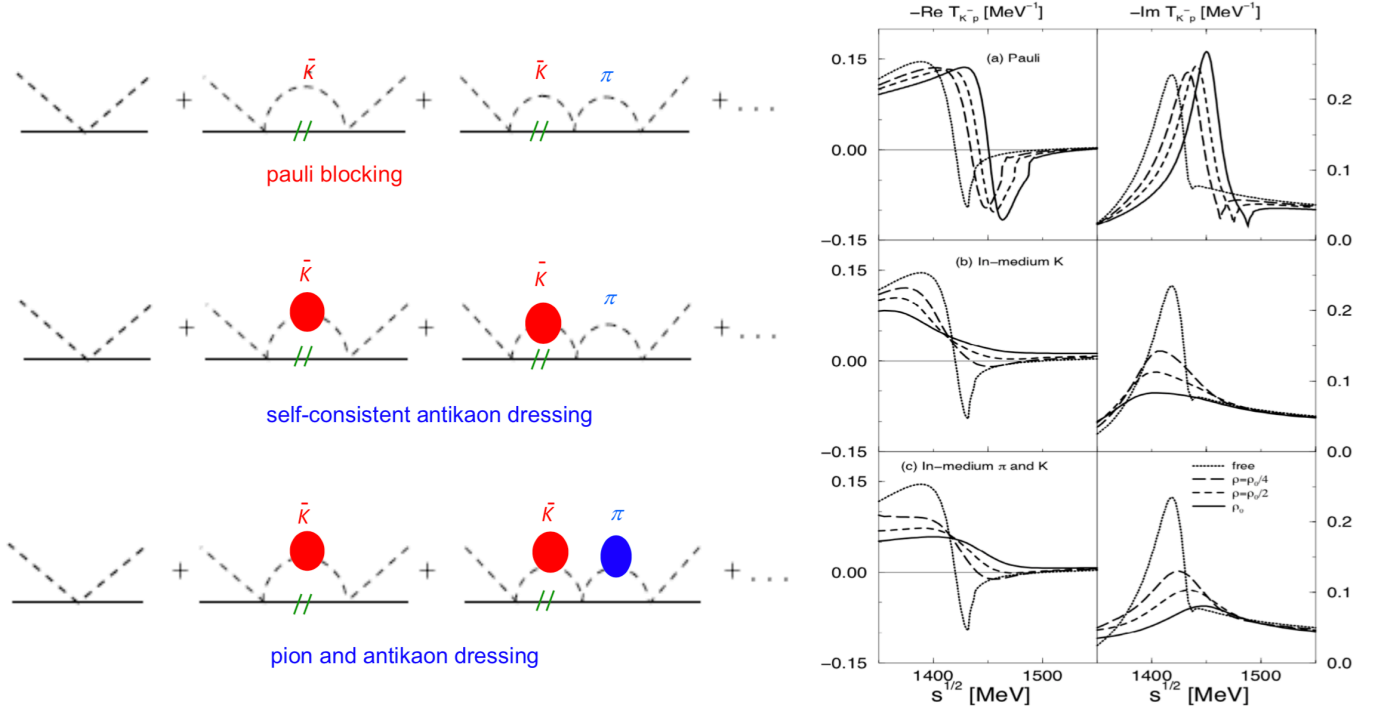 K̄
+
+
K̄
π
+ ....
pauli blocking
K̄
+
+
K̄
π
+ ....
self-consistent antikaon dressing
K̄
+
+
K̄
π
+ ....
pion and antikaon dressing
−Re T_K⁻p [MeV⁻¹]
−Im T_K⁻p [MeV⁻¹]
(a) Pauli
0.15
0.00
−0.15
0.2
0.1
0.0
(b) In−medium K
0.15
0.00
−0.15
0.2
0.1
0.0
(c) In−medium π and K
0.15
0.00
−0.15
free
ρ=ρ₀/4
ρ=ρ₀/2
ρ₀
0.2
0.1
0.0
1400 1500
1400 1500
s^1/2 [MeV]
s^1/2 [MeV]